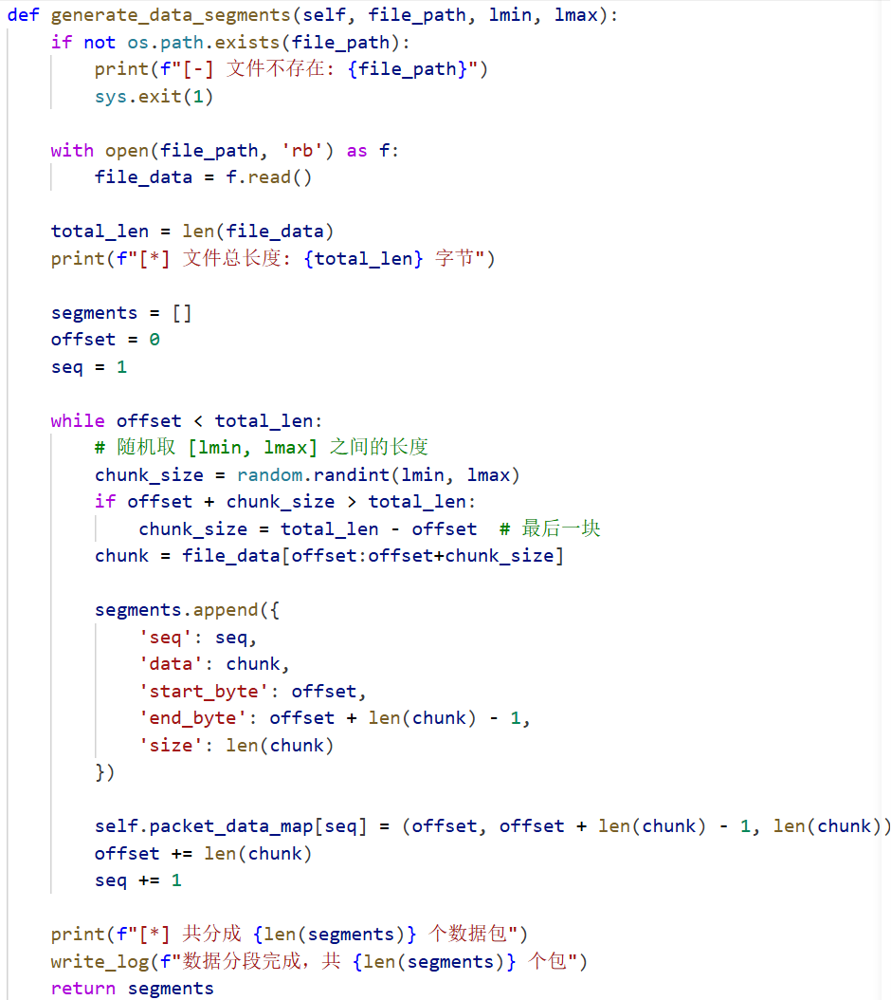 def generate_data_segments(self, file_path, lmin, lmax):
    if not os.path.exists(file_path):
        print(f"[-] 文件不存在: {file_path}")
        sys.exit(1)

    with open(file_path, 'rb') as f:
        file_data = f.read()

    total_len = len(file_data)
    print(f"[*] 文件总长度: {total_len} 字节")

    segments = []
    offset = 0
    seq = 1

    while offset < total_len:
        # 随机取 [lmin, lmax] 之间的长度
        chunk_size = random.randint(lmin, lmax)
        if offset + chunk_size > total_len:
            chunk_size = total_len - offset  # 最后一块
        chunk = file_data[offset:offset+chunk_size]

        segments.append({
            'seq': seq,
            'data': chunk,
            'start_byte': offset,
            'end_byte': offset + len(chunk) - 1,
            'size': len(chunk)
        })

        self.packet_data_map[seq] = (offset, offset + len(chunk) - 1, len(chunk))
        offset += len(chunk)
        seq += 1

    print(f"[*] 共分成 {len(segments)} 个数据包")
    write_log(f"数据分段完成，共 {len(segments)} 个包")
    return segments